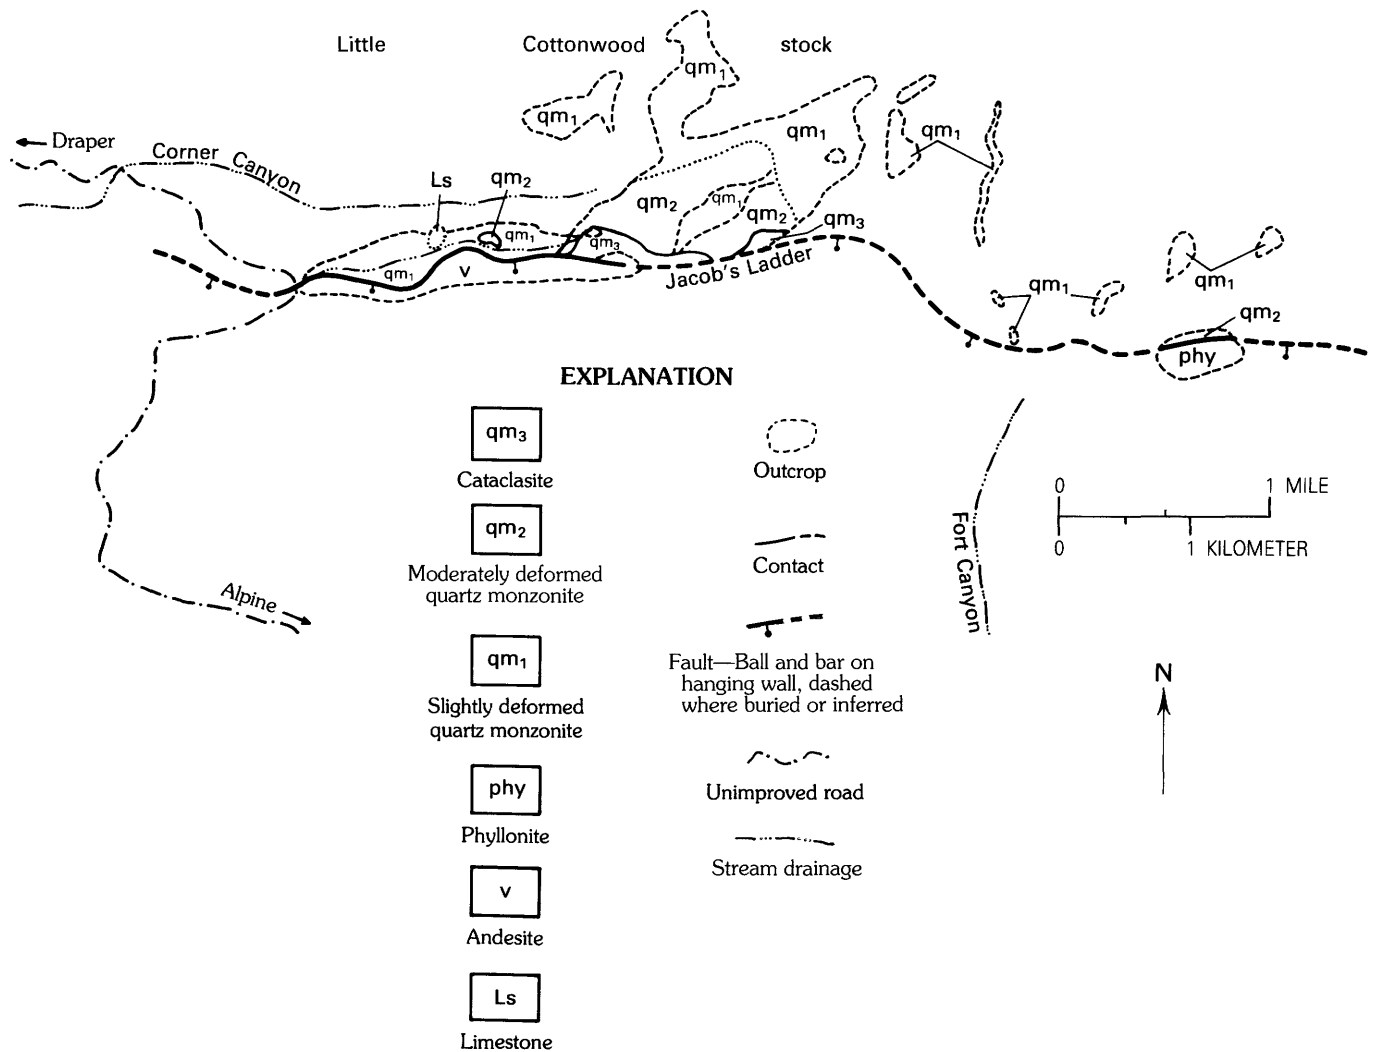 Little Cottonwood stock
qm1
qm1
qm1
qm1
Draper
Corner Canyon
Ls
qm2
qm2
qm1
qm2
qm3
qm1
qm3
qm1
v
Jacob's Ladder
qm1
qm1
qm2
phy
Alpine
Fort Canyon
EXPLANATION
qm3
Cataclasite
qm2
Moderately deformed
quartz monzonite
qm1
Slightly deformed
quartz monzonite
phy
Phyllonite
v
Andesite
Ls
Limestone
Outcrop
Contact
Fault—Ball and bar on
hanging wall, dashed
where buried or inferred
Unimproved road
Stream drainage
0 1 MILE
0 1 KILOMETER
N